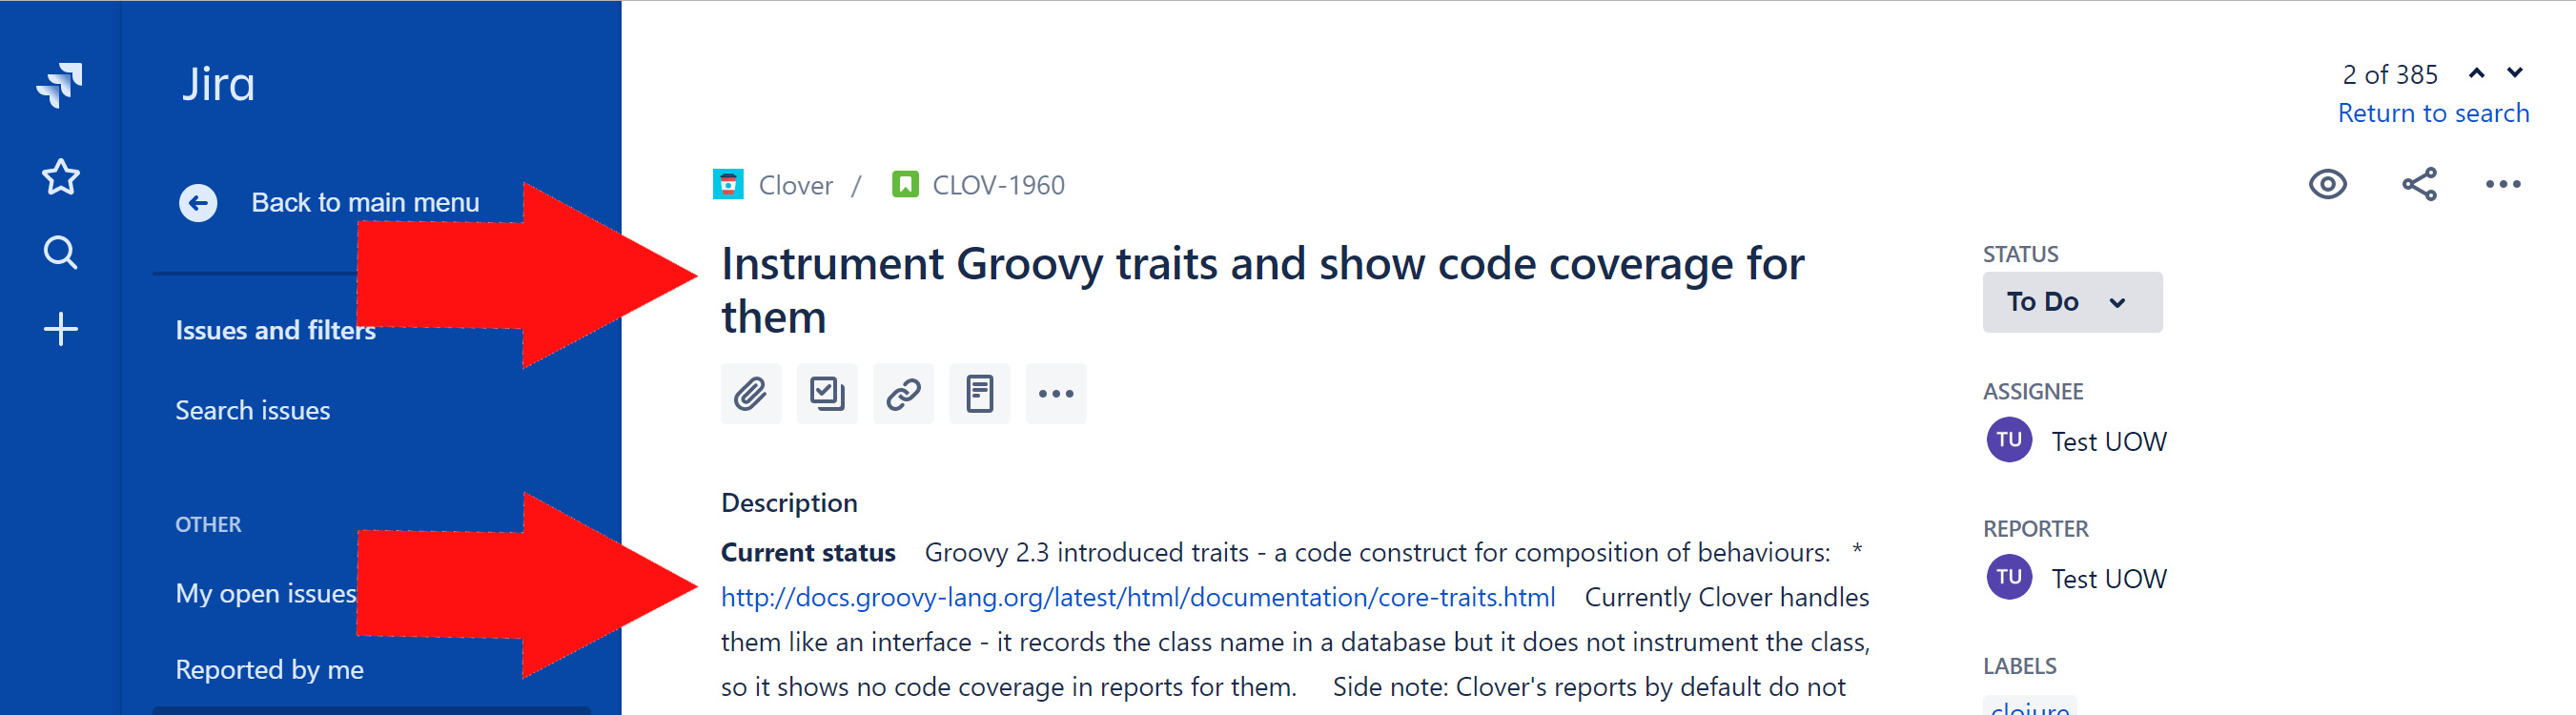 Jira
Back to main menu
Issues and filters
Search issues
OTHER
My open issues
Reported by me
2 of 385
Return to search
Clover / CLOV-1960
Instrument Groovy traits and show code coverage for
them
Description
Current status Groovy 2.3 introduced traits - a code construct for composition of behaviours: *
http://docs.groovy-lang.org/latest/html/documentation/core-traits.html Currently Clover handles
them like an interface - it records the class name in a database but it does not instrument the class,
so it shows no code coverage in reports for them. Side note: Clover's reports by default do not
STATUS
To Do
ASSIGNEE
TU Test UOW
REPORTER
TU Test UOW
LABELS
clojure